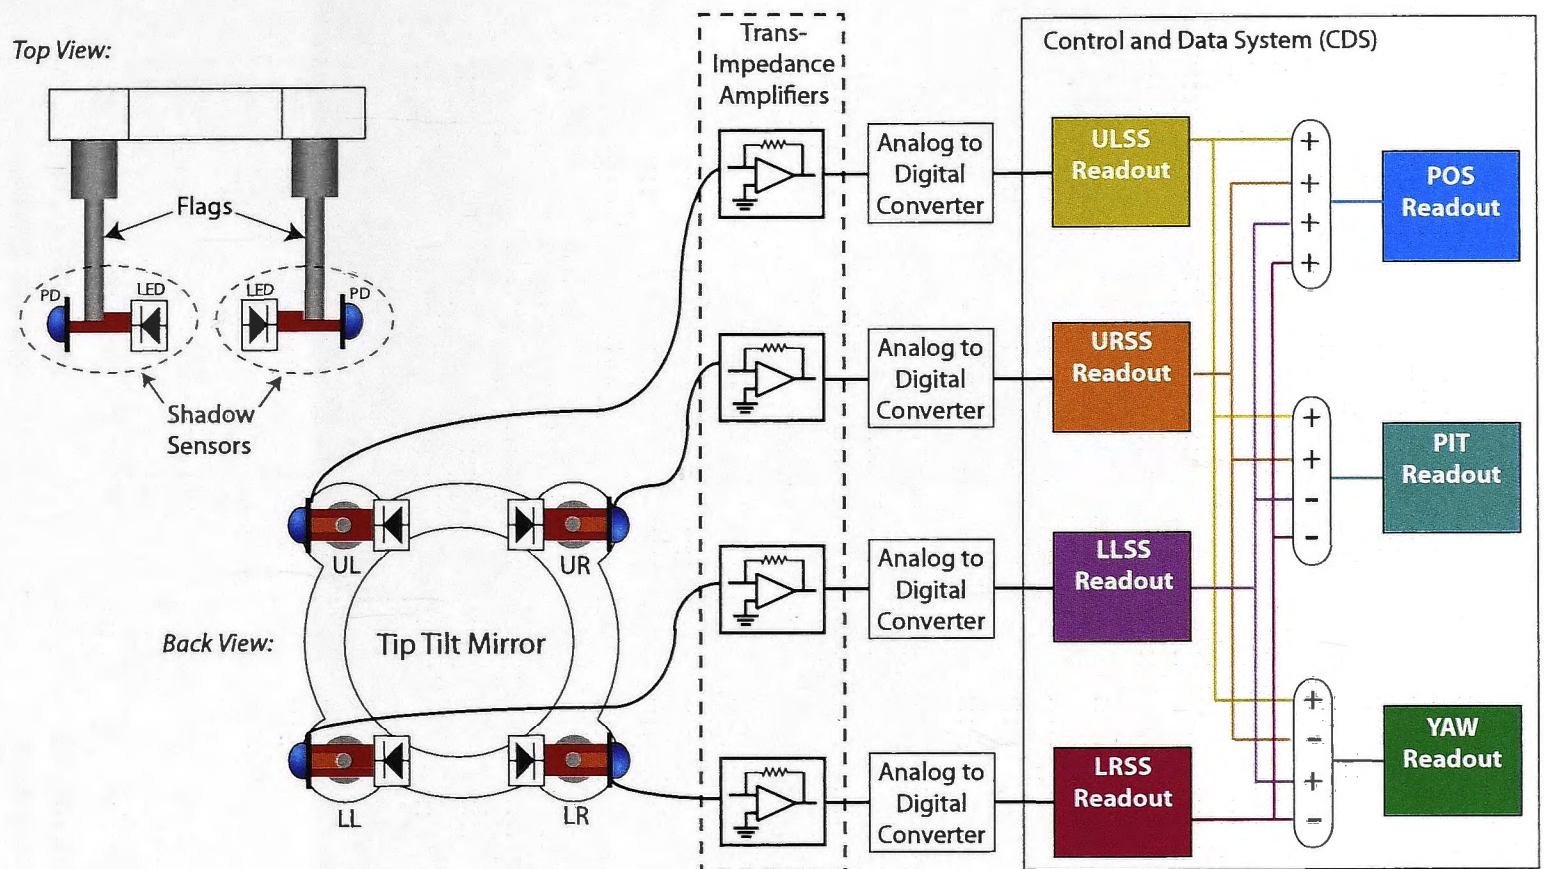 Top View:
Flags
PD
LED
LED
PD
Shadow
Sensors
Back View:
UL
UR
Tip Tilt Mirror
LL
LR
Trans-
Impedance
Amplifiers
Analog to
Digital
Converter
Analog to
Digital
Converter
Analog to
Digital
Converter
Analog to
Digital
Converter
Control and Data System (CDS)
ULSS
Readout
URSS
Readout
LLSS
Readout
LRSS
Readout
+
+
+
+
+
+
-
-
+
-
+
-
POS
Readout
PIT
Readout
YAW
Readout